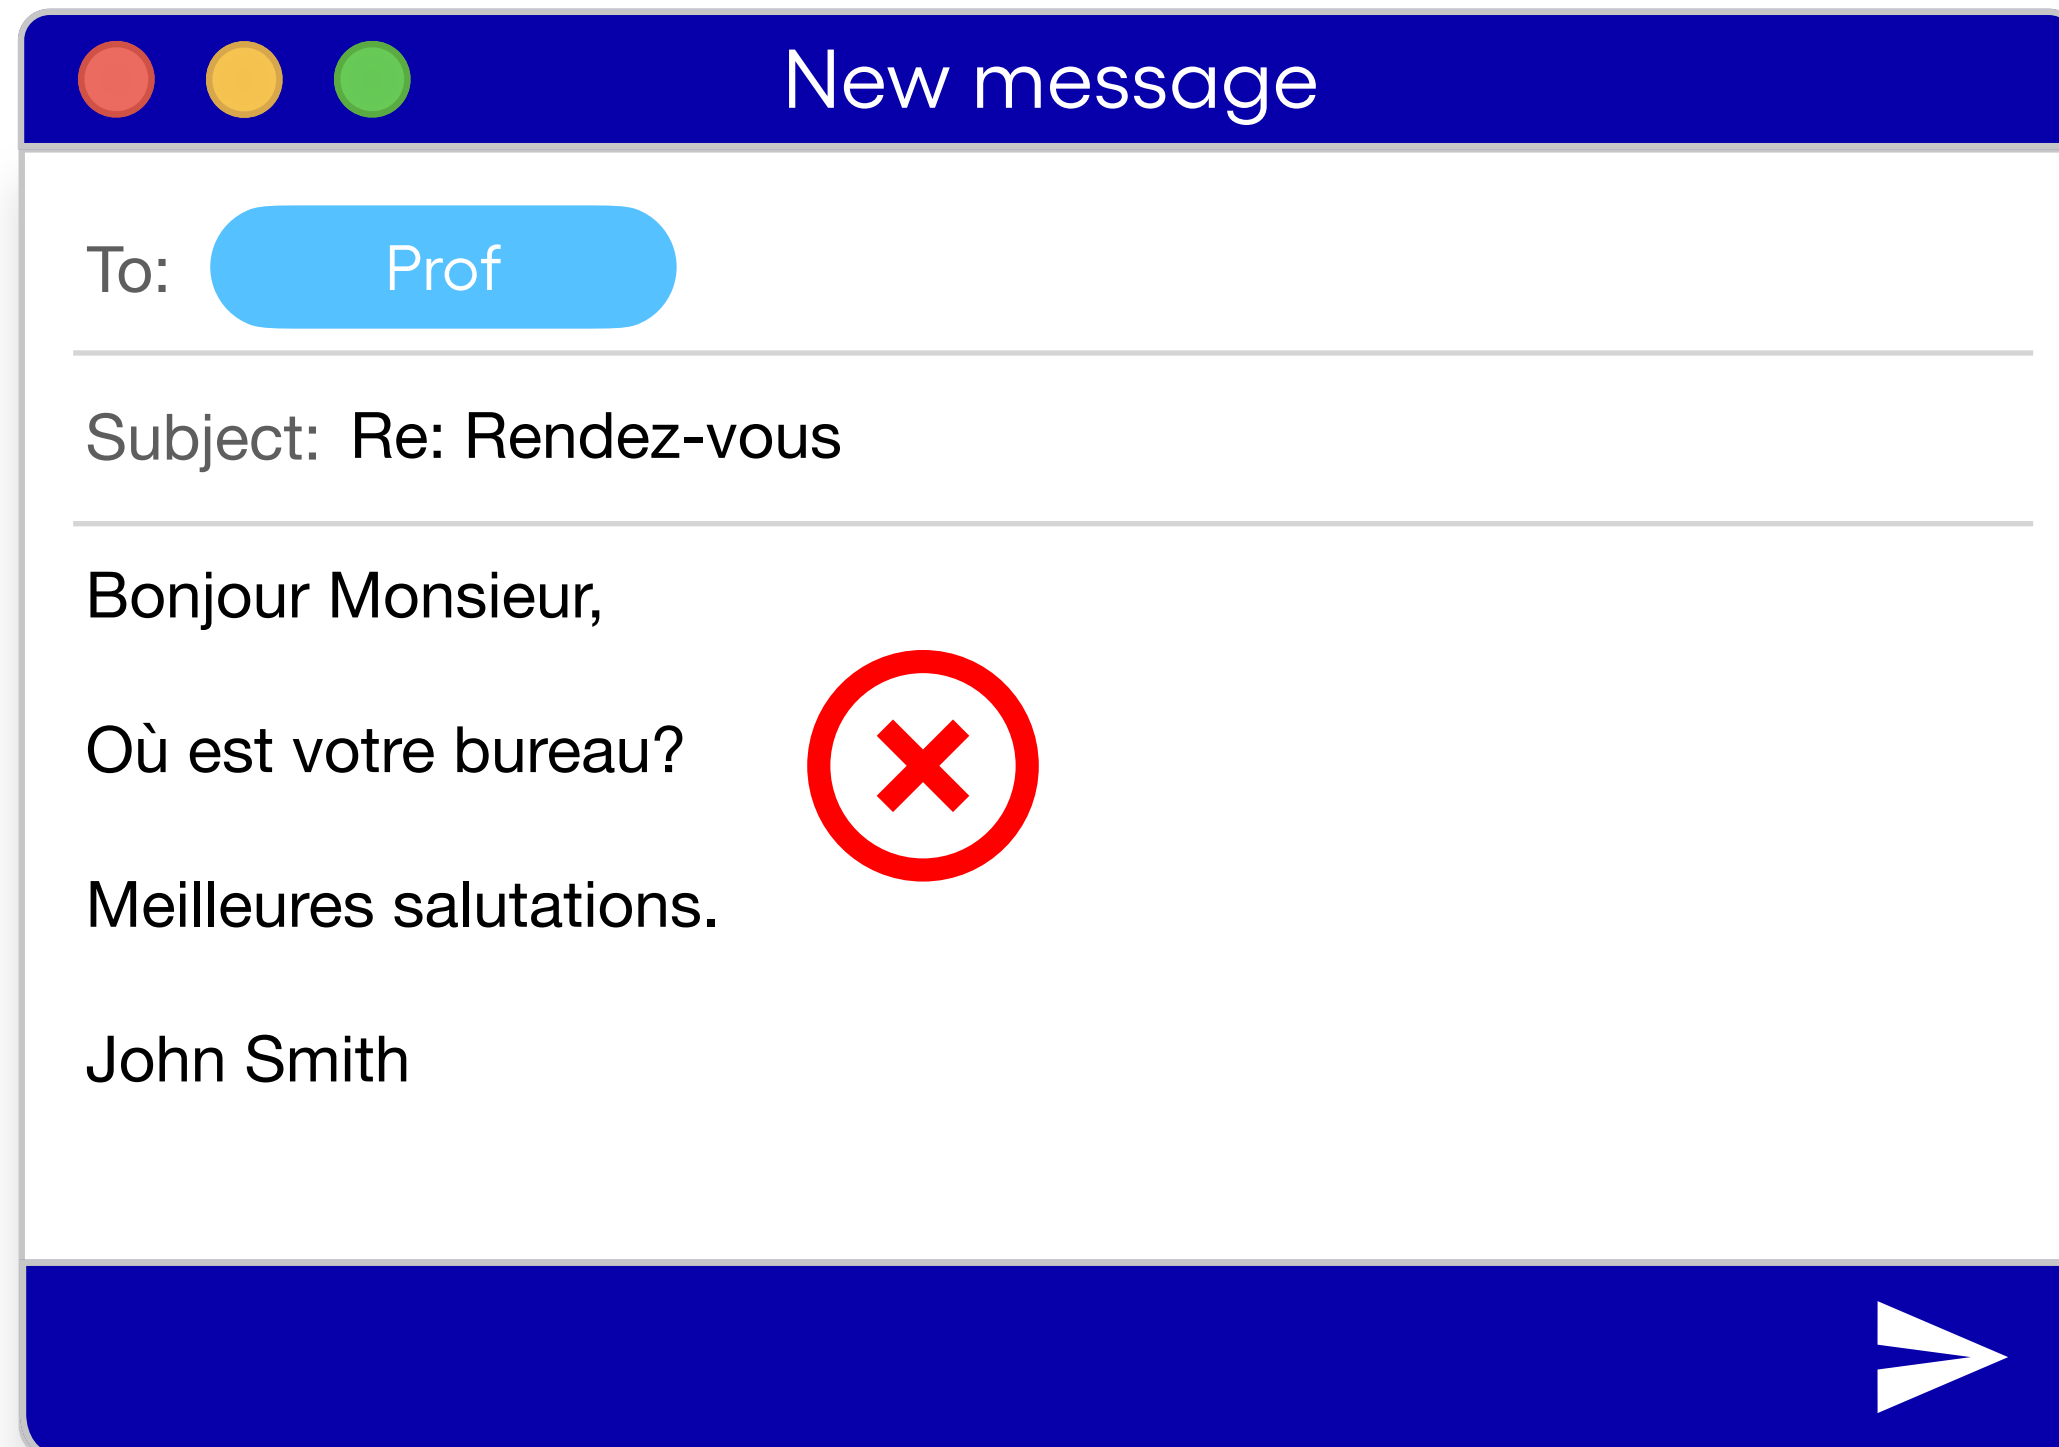 New message
To: Prof
Subject: Re: Rendez-vous
Bonjour Monsieur,
Où est votre bureau?
Meilleures salutations.
John Smith